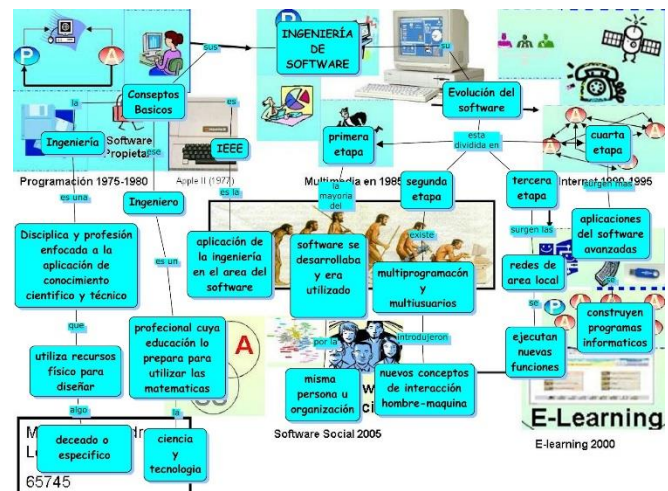 INGENIERÍA
DE
SOFTWARE
sus
su
Conseptos
Basicos
Evolución del
software
P
A
la
ese
es
esta
dividida en
Ingeniería
Software
Propieta
IEEE
primera
etapa
cuarta
etapa
Programación 1975-1980
Apple II (1977)
Multimedia en 1985
Internet 1990-1995
es una
Ingeniero
es la
la
mayoria
del
segunda
etapa
tercera
etapa
surgen mas
Disciplica y profesión
enfocada a la
aplicación de
conocimiento
cientifico y técnico
es un
aplicación de la
ingeniería
en el area del
software
software se
desarrollaba y
era utilizado
existe
surgen las
aplicaciones
del software
avanzadas
multiprogramacón
y multiusuarios
redes de
area local
que
profecional cuya
educación lo
prepara para
utilizar las
matematicas
por la
introdujeron
se
se
construyen
programas
informaticos
utiliza recursos
físico para
diseñar
A
misma
persona u
organización
nuevos conceptos
de interacción
hombre-maquina
ejecutan
nuevas
funciones
algo
la
E-Learning
deceado o
especifico
ciencia
y
tecnologia
Software Social 2005
E-learning 2000
65745